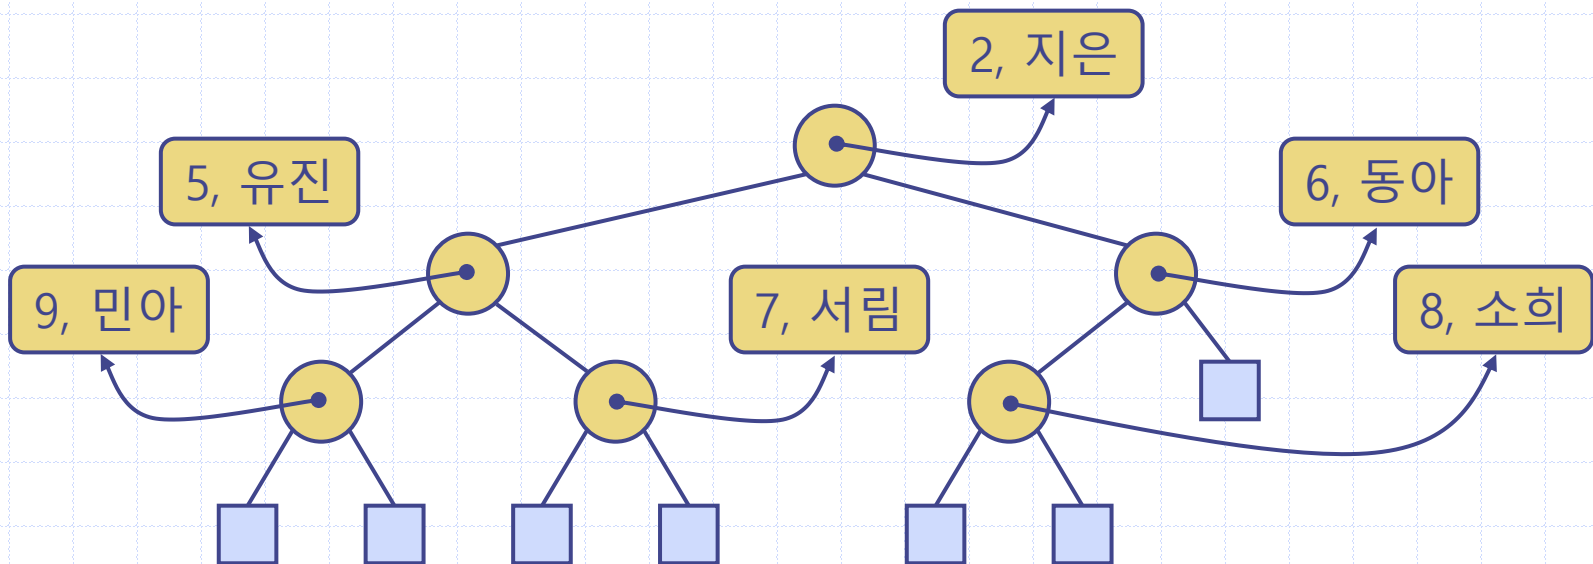 2, 지은
5, 유진
6, 동아
9, 민아
7, 서림
8, 소희